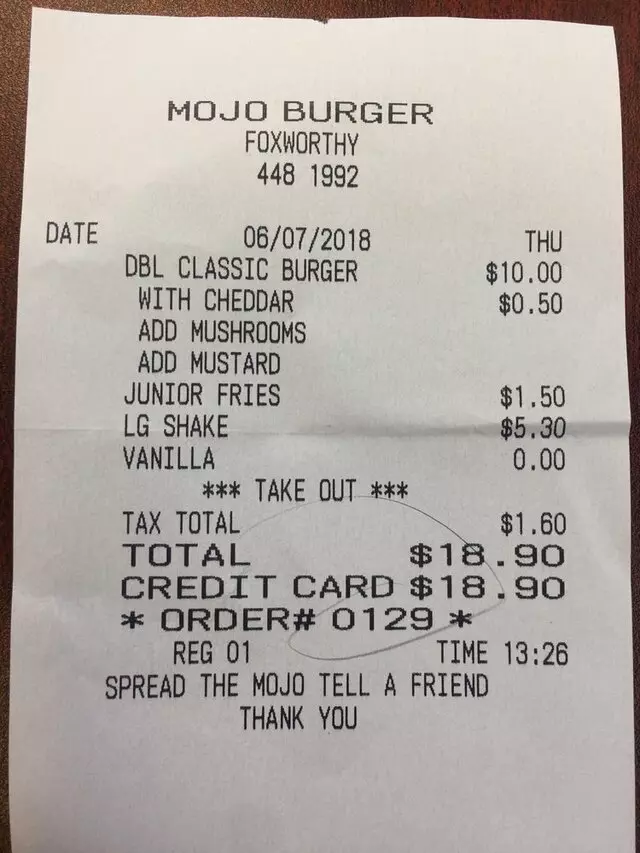 MOJO BURGER
FOXWORTHY
448 1992
DATE 06/07/2018 THU
DBL CLASSIC BURGER $10.00
WITH CHEDDAR $0.50
ADD MUSHROOMS
ADD MUSTARD
JUNIOR FRIES $1.50
LG SHAKE $5.30
VANILLA 0.00
*** TAKE OUT ***
TAX TOTAL $1.60
TOTAL $18.90
CREDIT CARD $18.90
* ORDER# 0129 *
REG 01 TIME 13:26
SPREAD THE MOJO TELL A FRIEND
THANK YOU